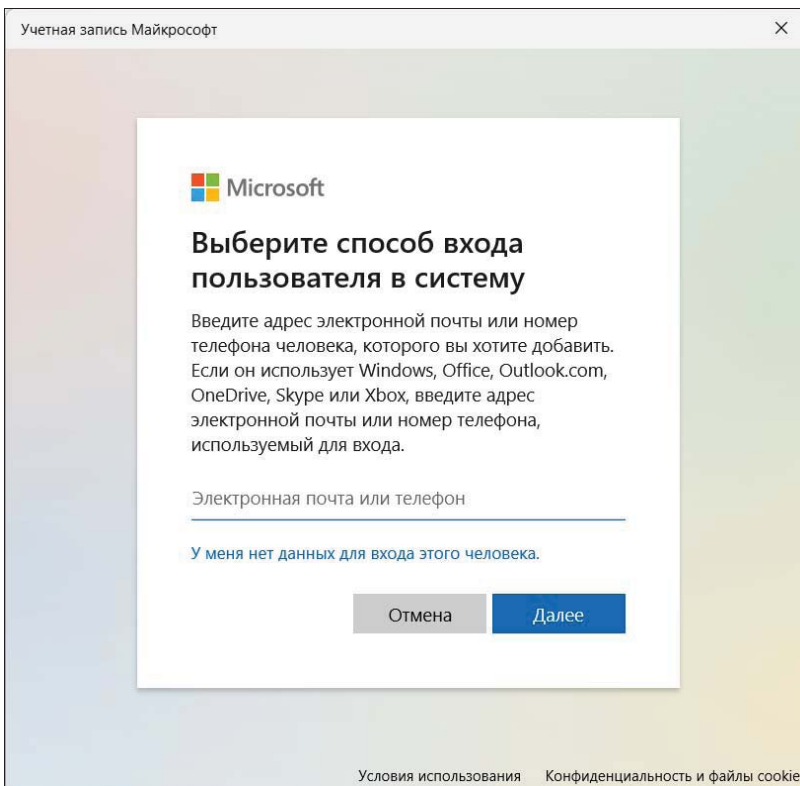 Учетная запись Майкрософт
Microsoft
Выберите способ входа
пользователя в систему
Введите адрес электронной почты или номер
телефона человека, которого вы хотите добавить.
Если он использует Windows, Office, Outlook.com,
OneDrive, Skype или Xbox, введите адрес
электронной почты или номер телефона,
используемый для входа.
Электронная почта или телефон
У меня нет данных для входа этого человека.
Отмена
Далее
Условия использования
Конфиденциальность и файлы cookie